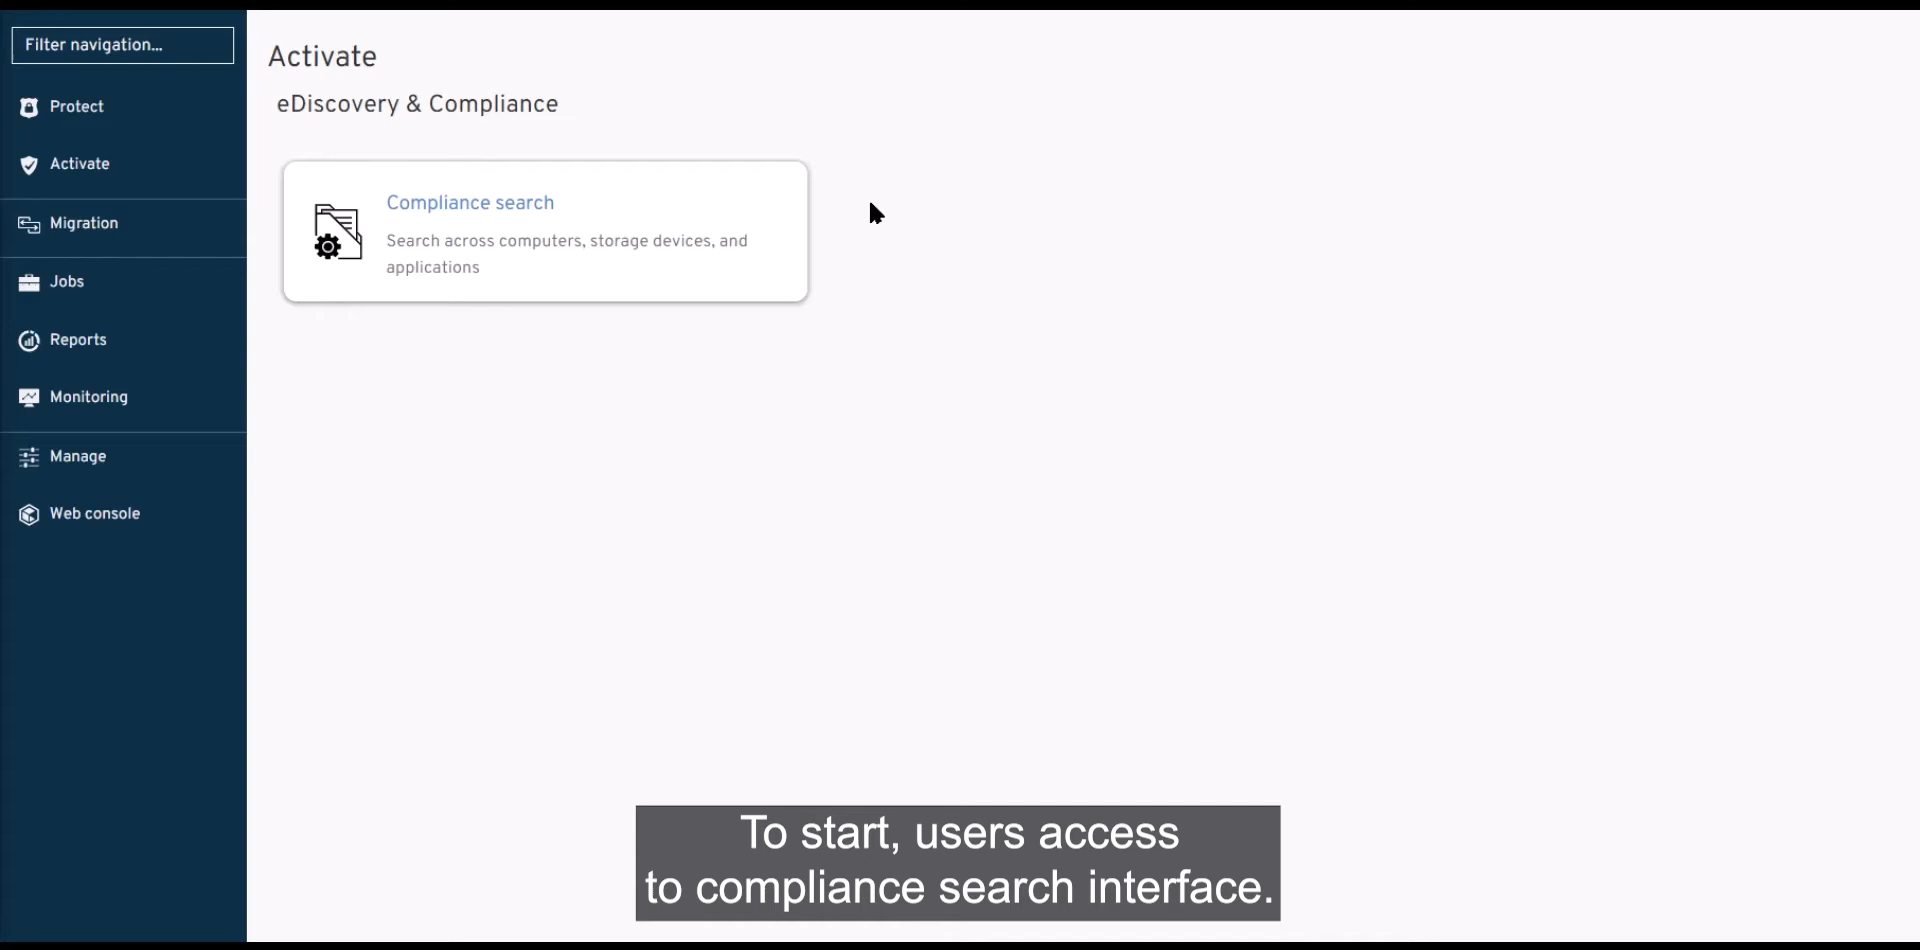 Filter navigation...
Protect
Activate
Migration
Jobs
Reports
Monitoring
Manage
Web console
Activate
eDiscovery & Compliance
Compliance search
Search across computers, storage devices, and
applications
To start, users access
to compliance search interface.